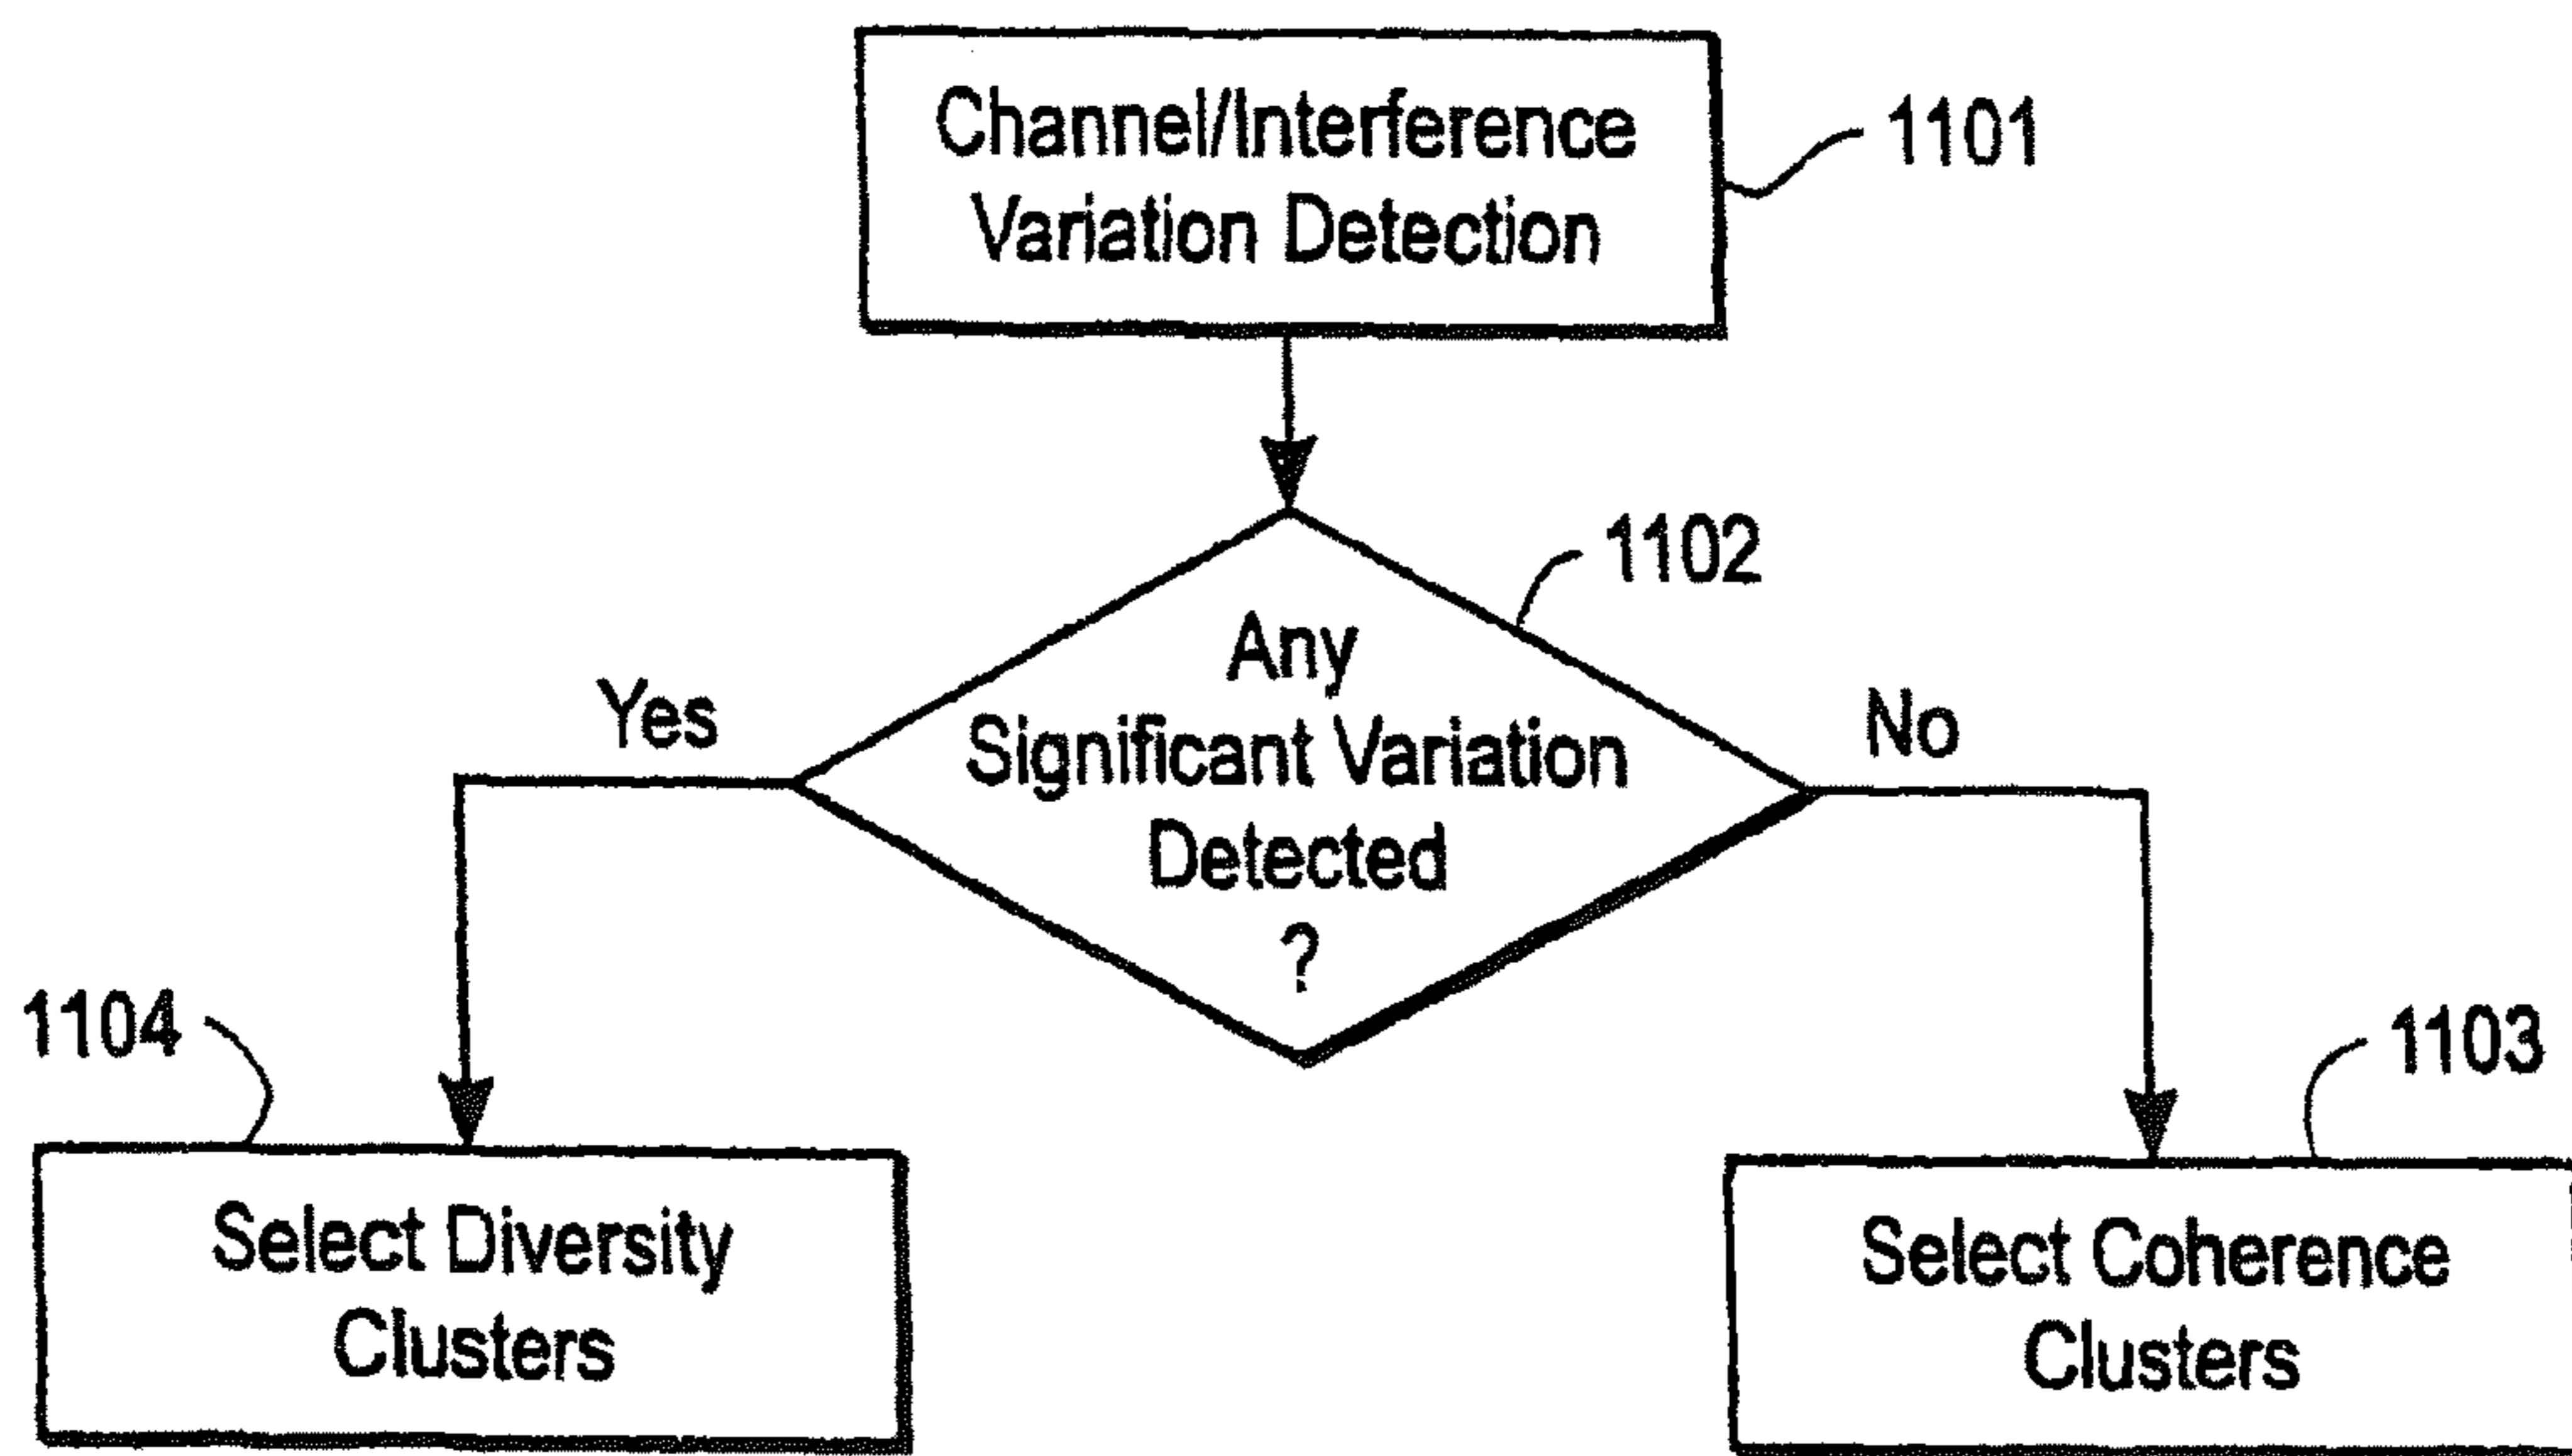 Channel/Interference
Variation Detection
1101
1102
Any
Significant Variation
Detected
?
Yes
No
1104
1103
Select Diversity
Clusters
Select Coherence
Clusters